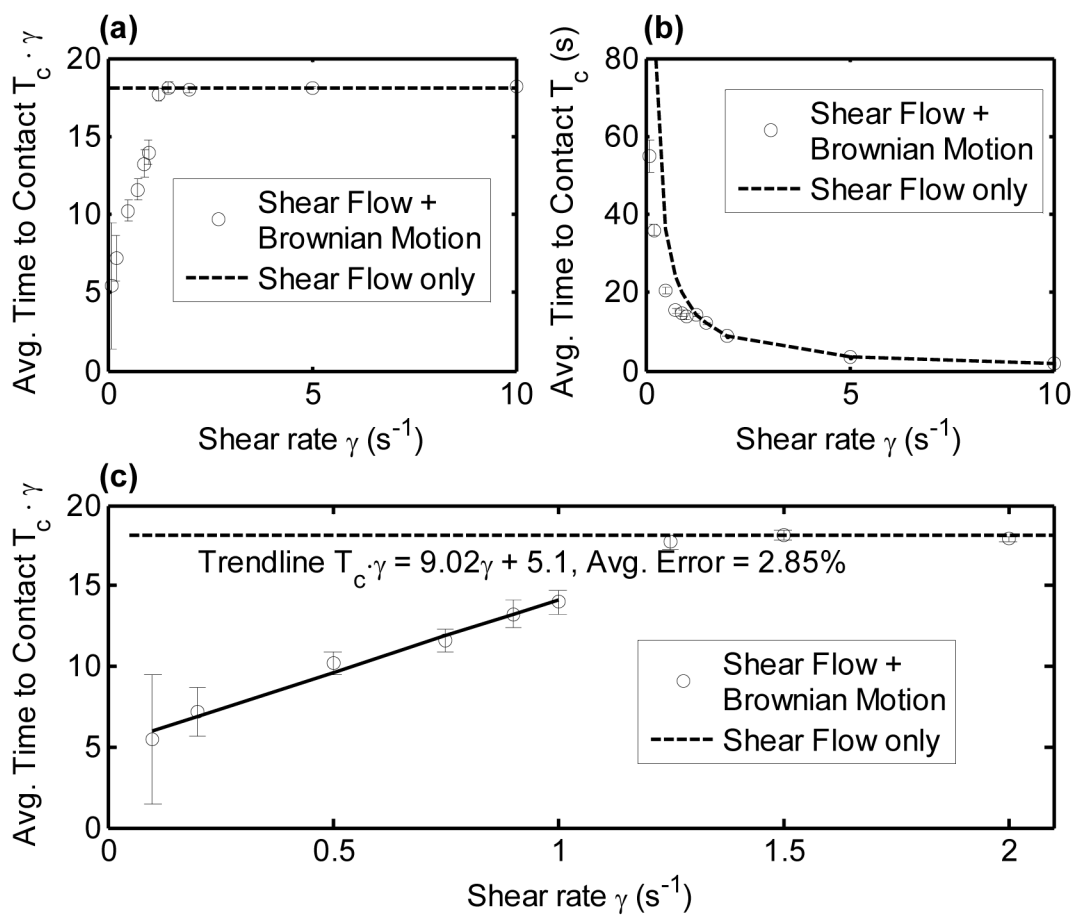 (a)
Avg. Time to Contact T_c · γ
20
15
10
5
0
0
5
10
Shear Flow +
Brownian Motion
Shear Flow only
Shear rate γ (s⁻¹)
(b)
Avg. Time to Contact T_c (s)
80
60
40
20
0
0
5
10
Shear Flow +
Brownian Motion
Shear Flow only
Shear rate γ (s⁻¹)
(c)
Avg. Time to Contact T_c · γ
20
15
10
5
0
0
0.5
1
1.5
2
Trendline T_c·γ = 9.02γ + 5.1, Avg. Error = 2.85%
Shear Flow +
Brownian Motion
Shear Flow only
Shear rate γ (s⁻¹)